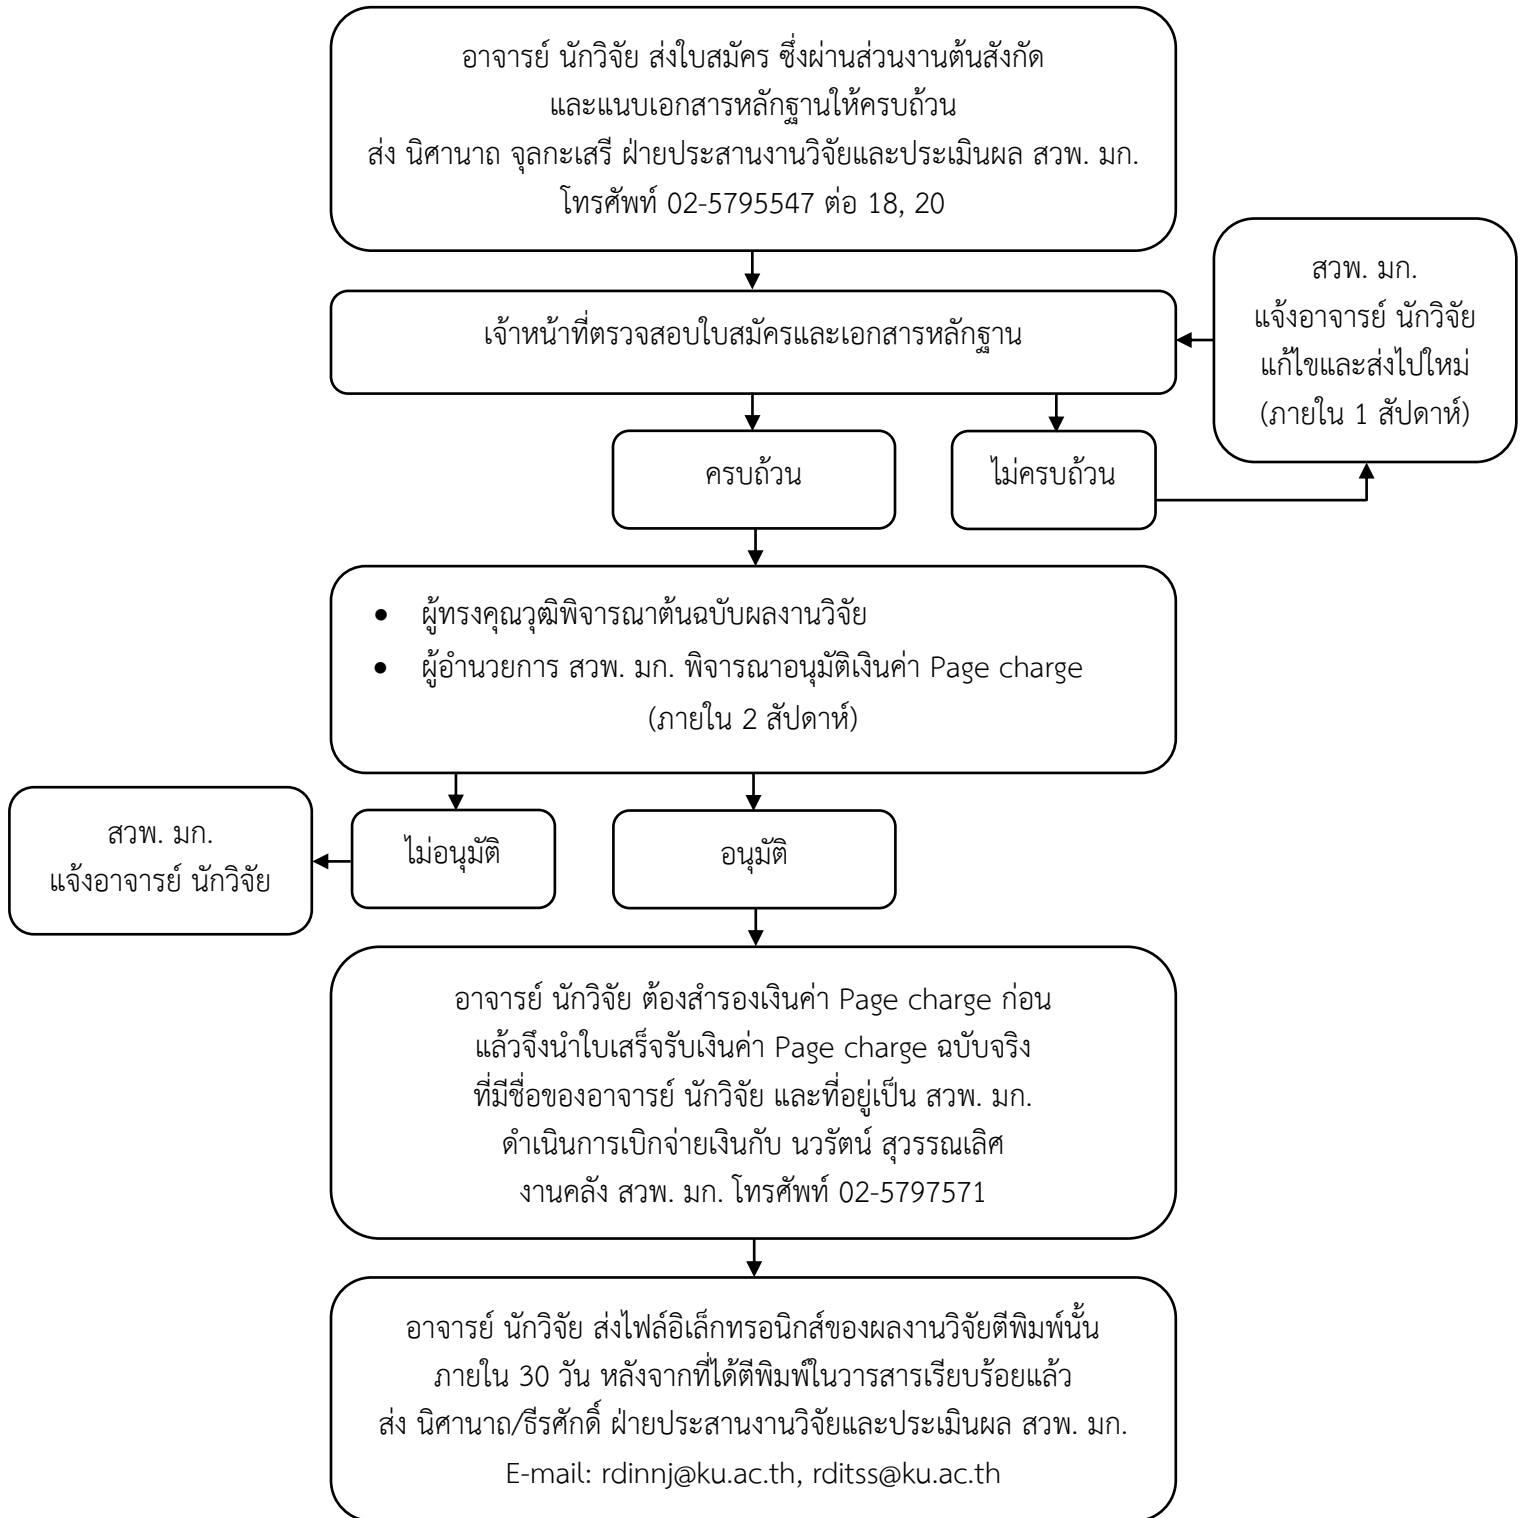 อาจารย์ นักวิจัย ส่งใบสมัคร ซึ่งผ่านส่วนงานต้นสังกัด
และแนบเอกสารหลักฐานให้ครบถ้วน
ส่ง นิศานาถ จุลกะเสรี ฝ่ายประสานงานวิจัยและประเมินผล สวพ. มก.
โทรศัพท์ 02-5795547 ต่อ 18, 20
สวพ. มก.
แจ้งอาจารย์ นักวิจัย
แก้ไขและส่งไปใหม่
(ภายใน 1 สัปดาห์)
เจ้าหน้าที่ตรวจสอบใบสมัครและเอกสารหลักฐาน
ครบถ้วน
ไม่ครบถ้วน
• ผู้ทรงคุณวุฒิพิจารณาต้นฉบับผลงานวิจัย
• ผู้อำนวยการ สวพ. มก. พิจารณาอนุมัติเงินค่า Page charge
(ภายใน 2 สัปดาห์)
สวพ. มก.
แจ้งอาจารย์ นักวิจัย
ไม่อนุมัติ
อนุมัติ
อาจารย์ นักวิจัย ต้องสำรองเงินค่า Page charge ก่อน
แล้วจึงนำใบเสร็จรับเงินค่า Page charge ฉบับจริง
ที่มีชื่อของอาจารย์ นักวิจัย และที่อยู่เป็น สวพ. มก.
ดำเนินการเบิกจ่ายเงินกับ นวรัตน์ สุวรรณเลิศ
งานคลัง สวพ. มก. โทรศัพท์ 02-5797571
อาจารย์ นักวิจัย ส่งไฟล์อิเล็กทรอนิกส์ของผลงานวิจัยตีพิมพ์นั้น
ภายใน 30 วัน หลังจากที่ได้ตีพิมพ์ในวารสารเรียบร้อยแล้ว
ส่ง นิศานาถ/ธีรศักดิ์ ฝ่ายประสานงานวิจัยและประเมินผล สวพ. มก.
E-mail: rdinnj@ku.ac.th, rditss@ku.ac.th